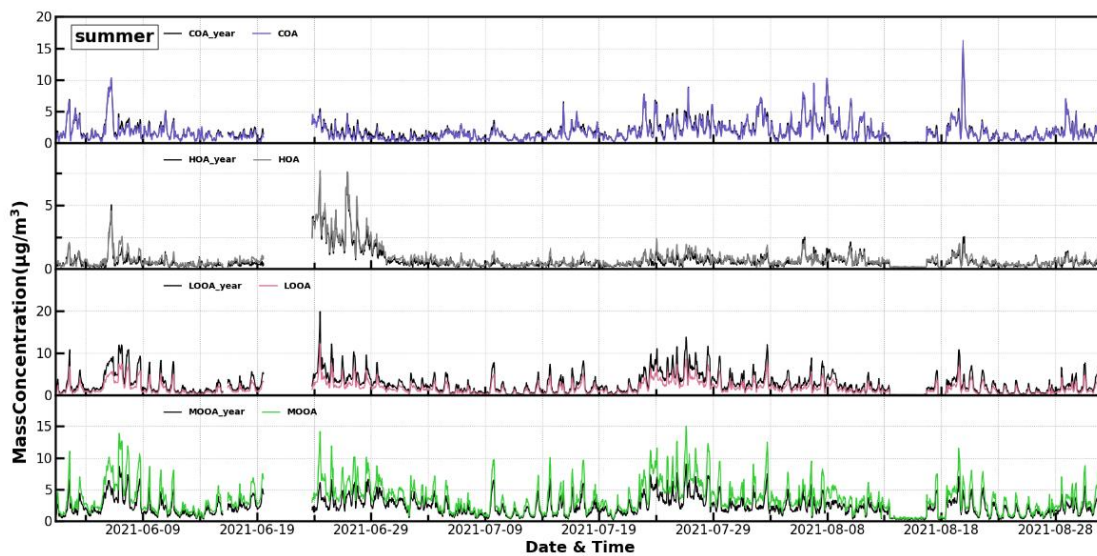 summer
COA_year COA
20
15
10
5
0
HOA_year HOA
5
0
LOOA_year LOOA
20
10
0
MOOA_year MOOA
15
10
5
0
MassConcentration(μg/m³)
2021-06-09 2021-06-19 2021-06-29 2021-07-09 2021-07-19 2021-07-29 2021-08-08 2021-08-18 2021-08-28
Date & Time